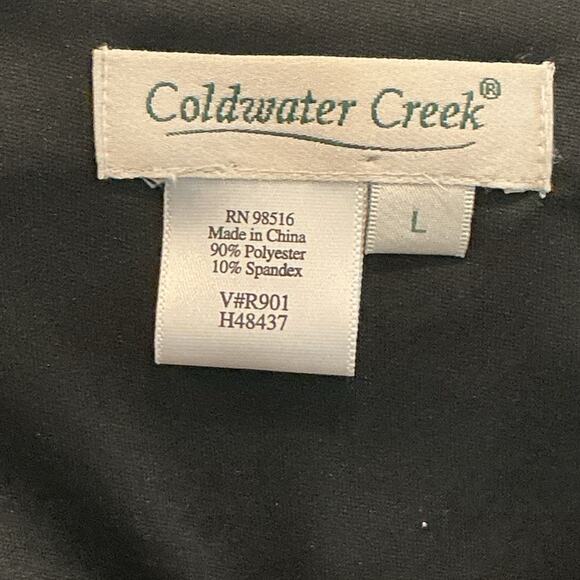 Coldwater Creek®
RN 98516
Made in China
90% Polyester
10% Spandex
V#R901
H48437
L